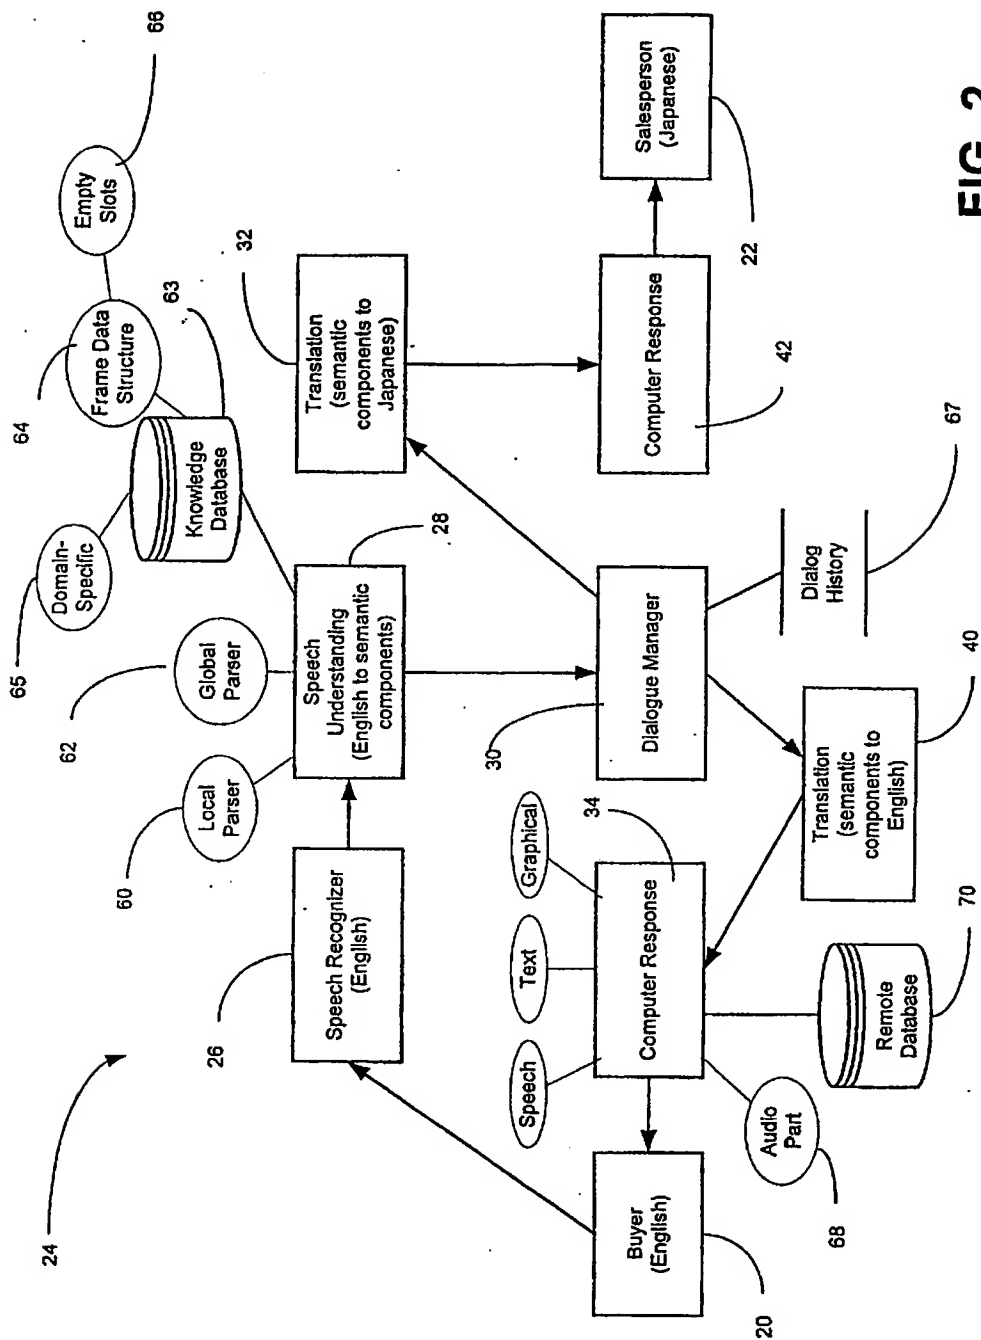 24
65
Domain-
Specific
64
Frame Data
Structure
Empty
Slots
66
63
Knowledge
Database
62
Global
Parser
60
Local
Parser
26
Speech Recognizer
(English)
Speech
Understanding
(English to semantic
components)
28
32
Translation
(semantic
components to
Japanese)
Speech
Text
Graphical
34
30
Buyer
(English)
20
Computer Response
Dialogue Manager
Computer Response
42
Salesperson
(Japanese)
22
68
Audio
Part
Remote
Database
70
Translation
(semantic
components to
English)
40
Dialog
History
67
FIG. 2